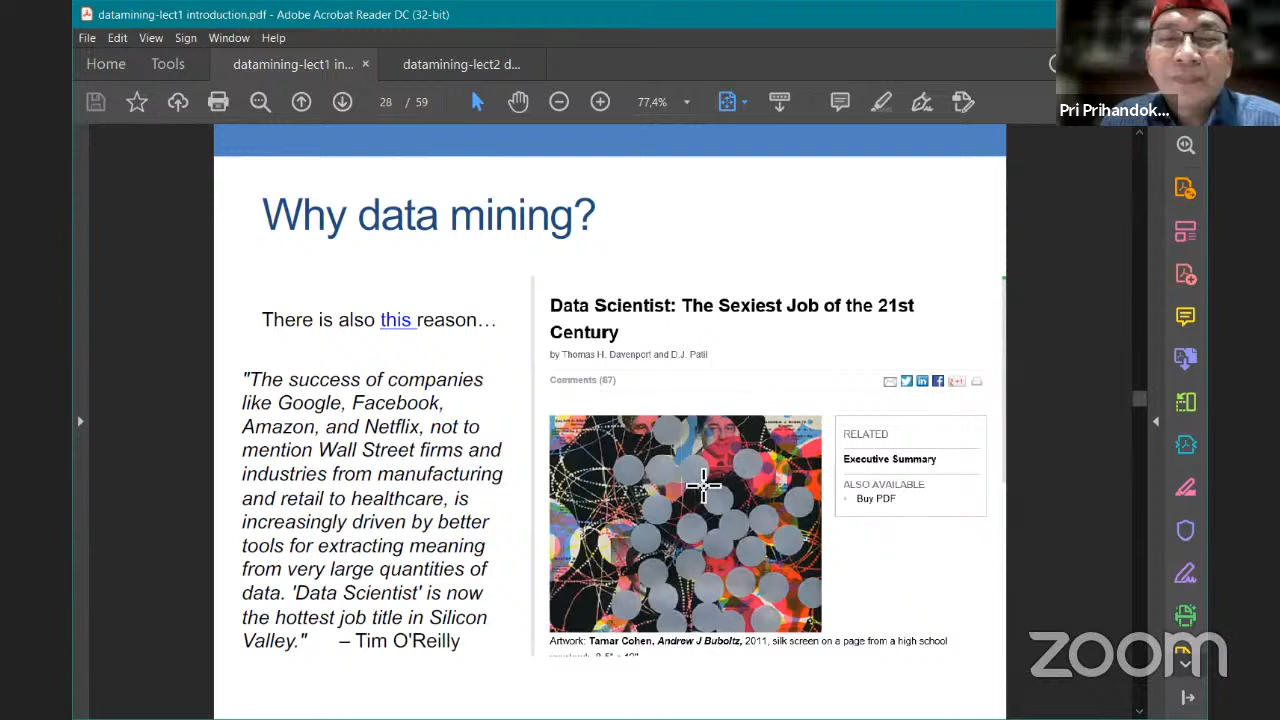 datamining-lect1 introduction.pdf - Adobe Acrobat Reader DC (32-bit)
File Edit View Sign Window Help
Home Tools datamining-lect1 in... × datamining-lect2 d...
28 / 59 77,4%
Pri Prihandok...
Why data mining?
There is also this reason…
"The success of companies
like Google, Facebook,
Amazon, and Netflix, not to
mention Wall Street firms and
industries from manufacturing
and retail to healthcare, is
increasingly driven by better
tools for extracting meaning
from very large quantities of
data. 'Data Scientist' is now
the hottest job title in Silicon
Valley." – Tim O'Reilly
Data Scientist: The Sexiest Job of the 21st
Century
by Thomas H. Davenport and D.J. Patil
Comments (87)
RELATED
Executive Summary
ALSO AVAILABLE
Buy PDF
Artwork: Tamar Cohen, Andrew J Buboltz, 2011, silk screen on a page from a high school
zoom